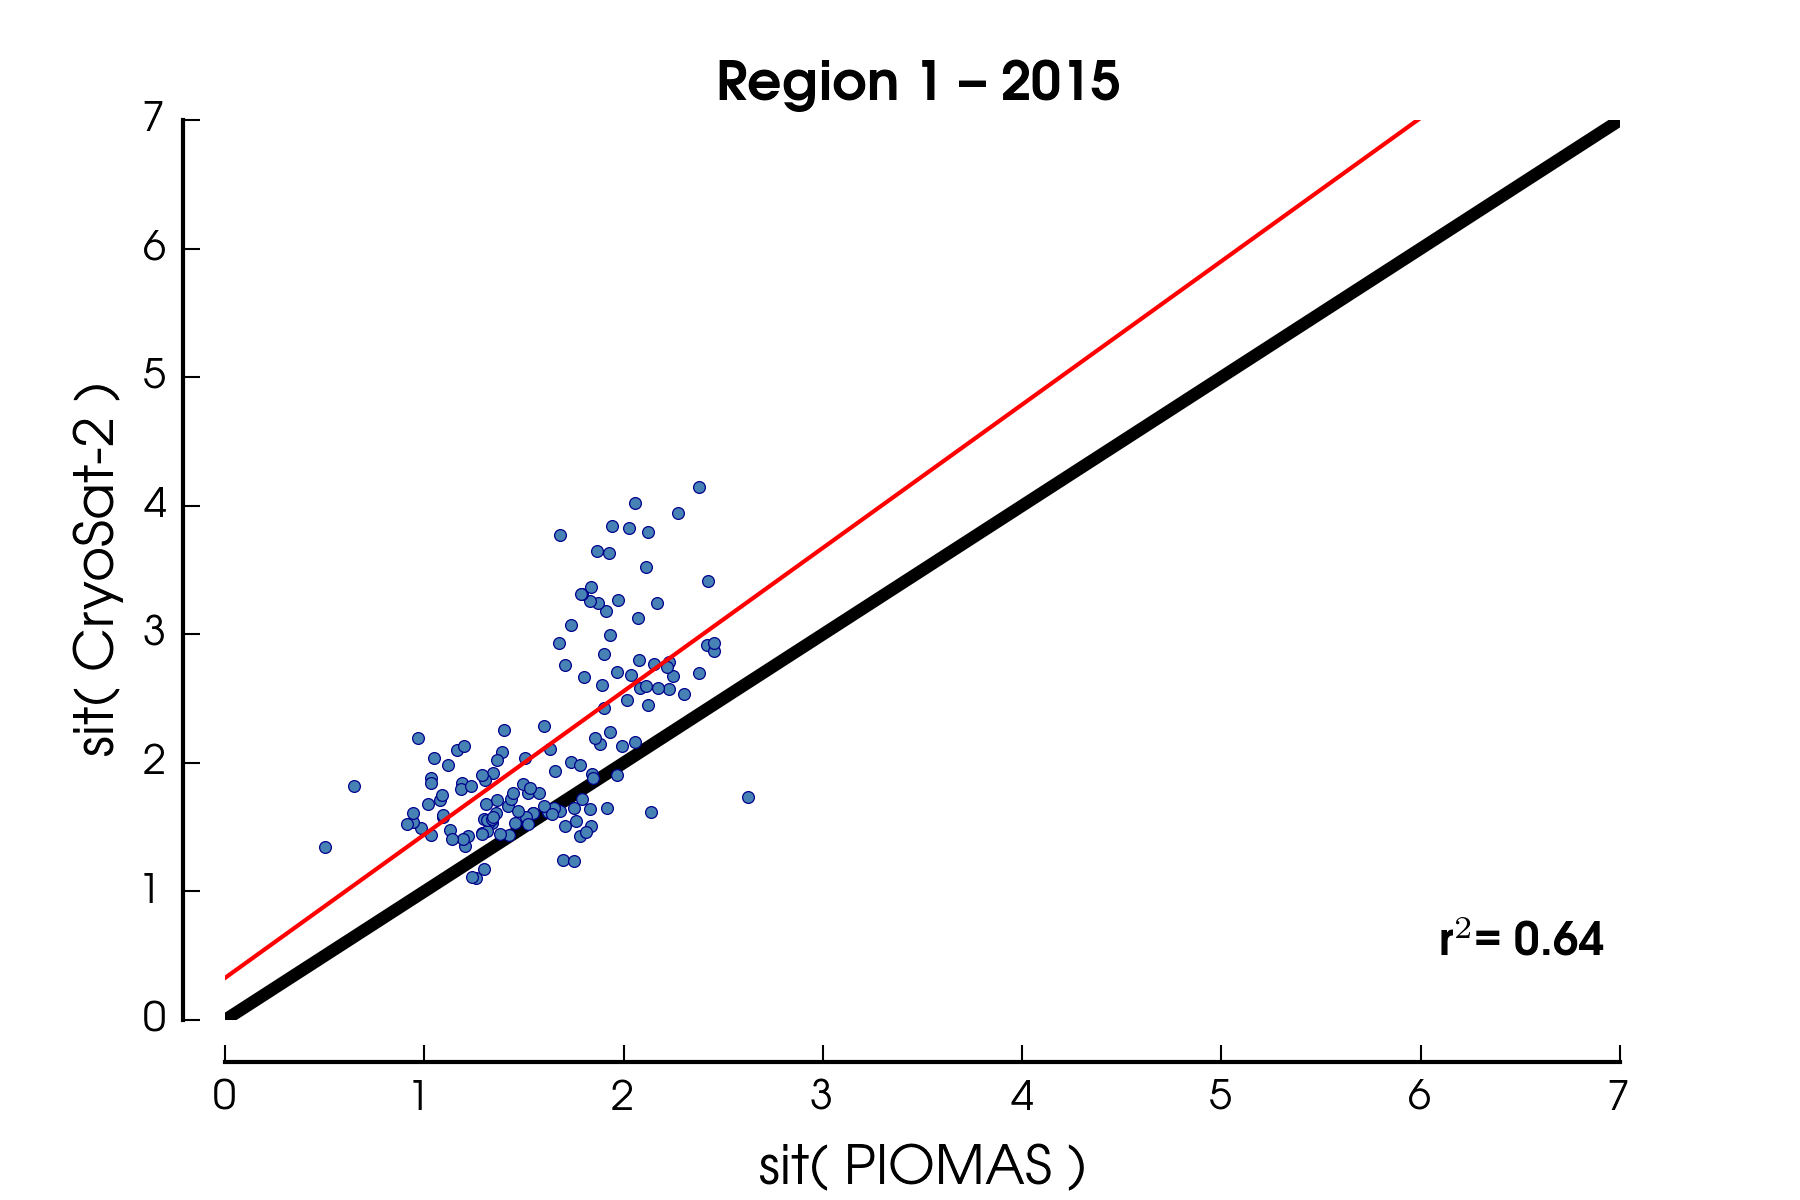 Region 1 – 2015
7
6
5
4
3
2
1
0
sit( CryoSat-2 )
r²= 0.64
0 1 2 3 4 5 6 7
sit( PIOMAS )